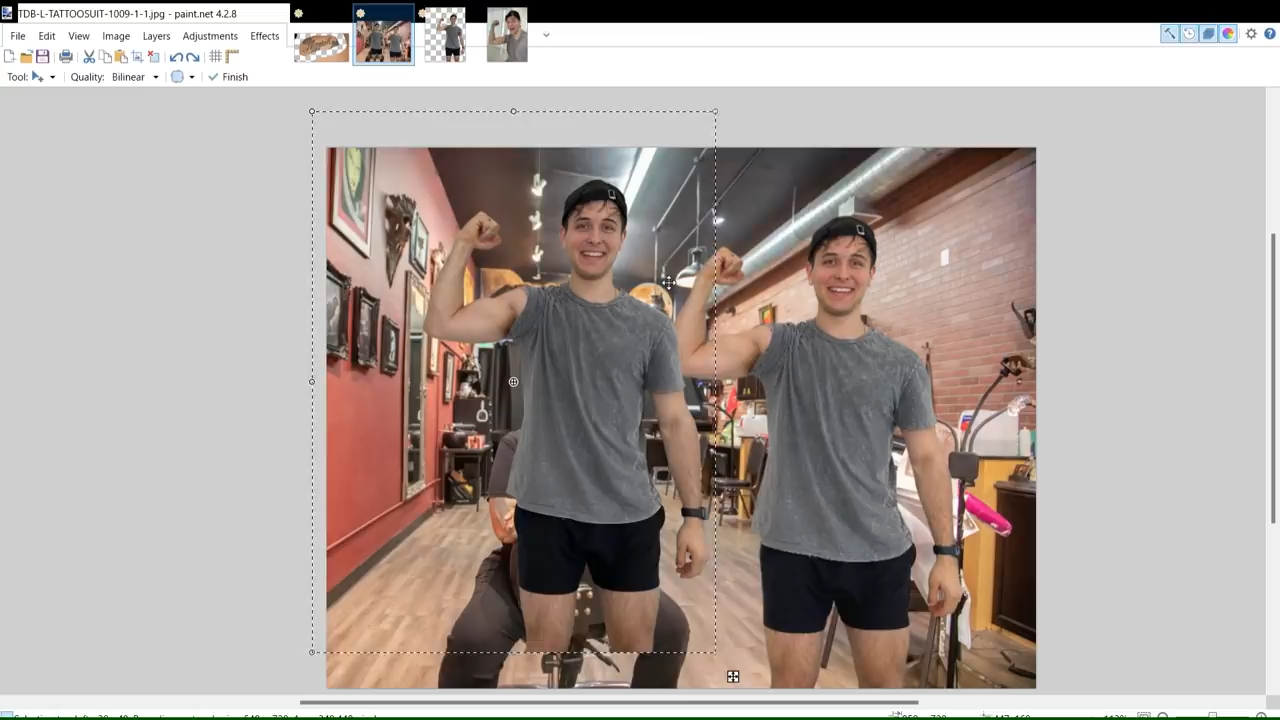 TDB-L-TATTOOSUIT-1009-1-1.jpg - paint.net 4.2.8
File Edit View Image Layers Adjustments Effects
Tool: Quality: Bilinear Finish